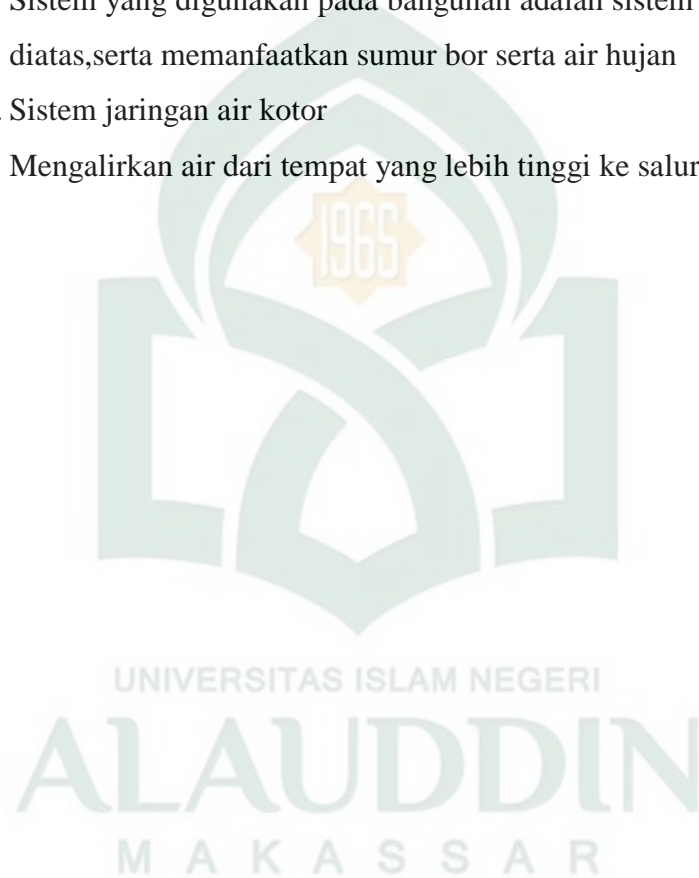 Sistem yang digunakan pada bangunan adalah sistem
diatas,serta memanfaatkan sumur bor serta air hujan
. Sistem jaringan air kotor
Mengalirkan air dari tempat yang lebih tinggi ke salur
1965
UNIVERSITAS ISLAM NEGERI
ALAUDDIN
MAKASSAR